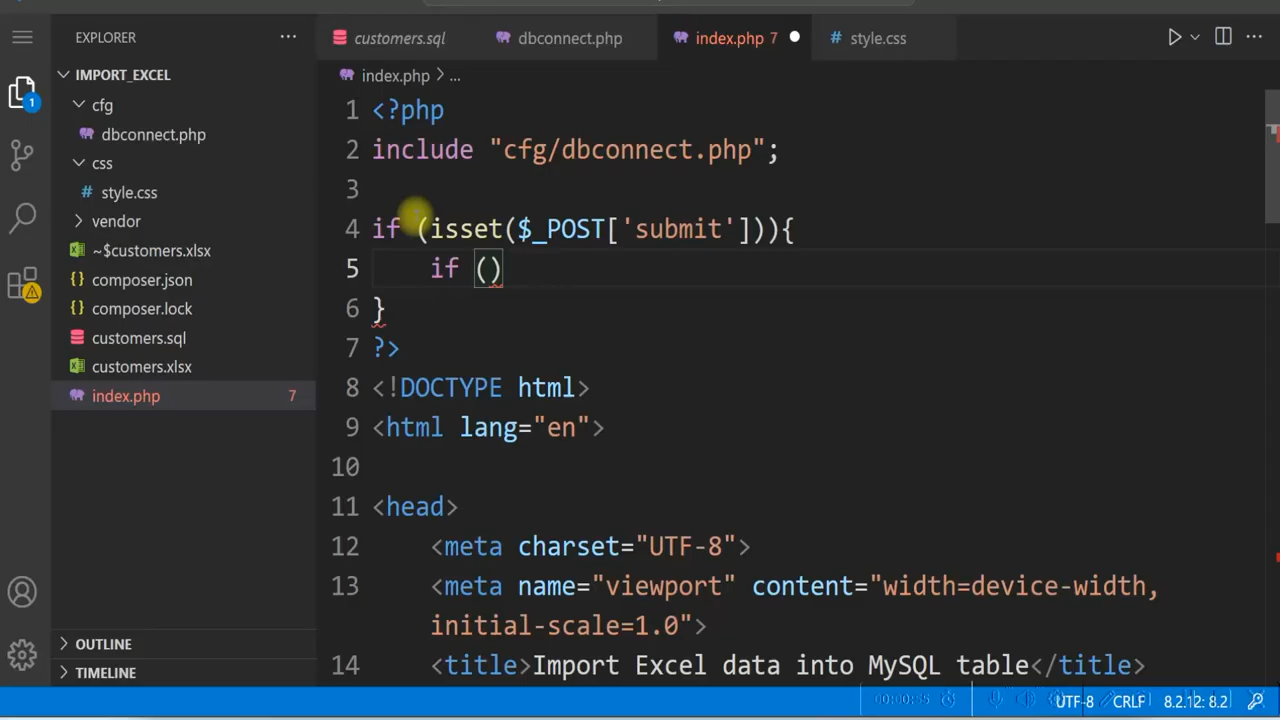 EXPLORER
IMPORT_EXCEL
cfg
dbconnect.php
css
style.css
vendor
~$customers.xlsx
composer.json
composer.lock
customers.sql
customers.xlsx
index.php 7
OUTLINE
TIMELINE
1
customers.sql dbconnect.php index.php 7 style.css
index.php > ...
1 <?php
2 include "cfg/dbconnect.php";
3
4 if (isset($_POST['submit'])){
5 if ()
6 }
7 ?>
8 <!DOCTYPE html>
9 <html lang="en">
10
11 <head>
12 <meta charset="UTF-8">
13 <meta name="viewport" content="width=device-width,
initial-scale=1.0">
14 <title>Import Excel data into MySQL table</title>
UTF-8 CRLF 8.2.12: 8.2